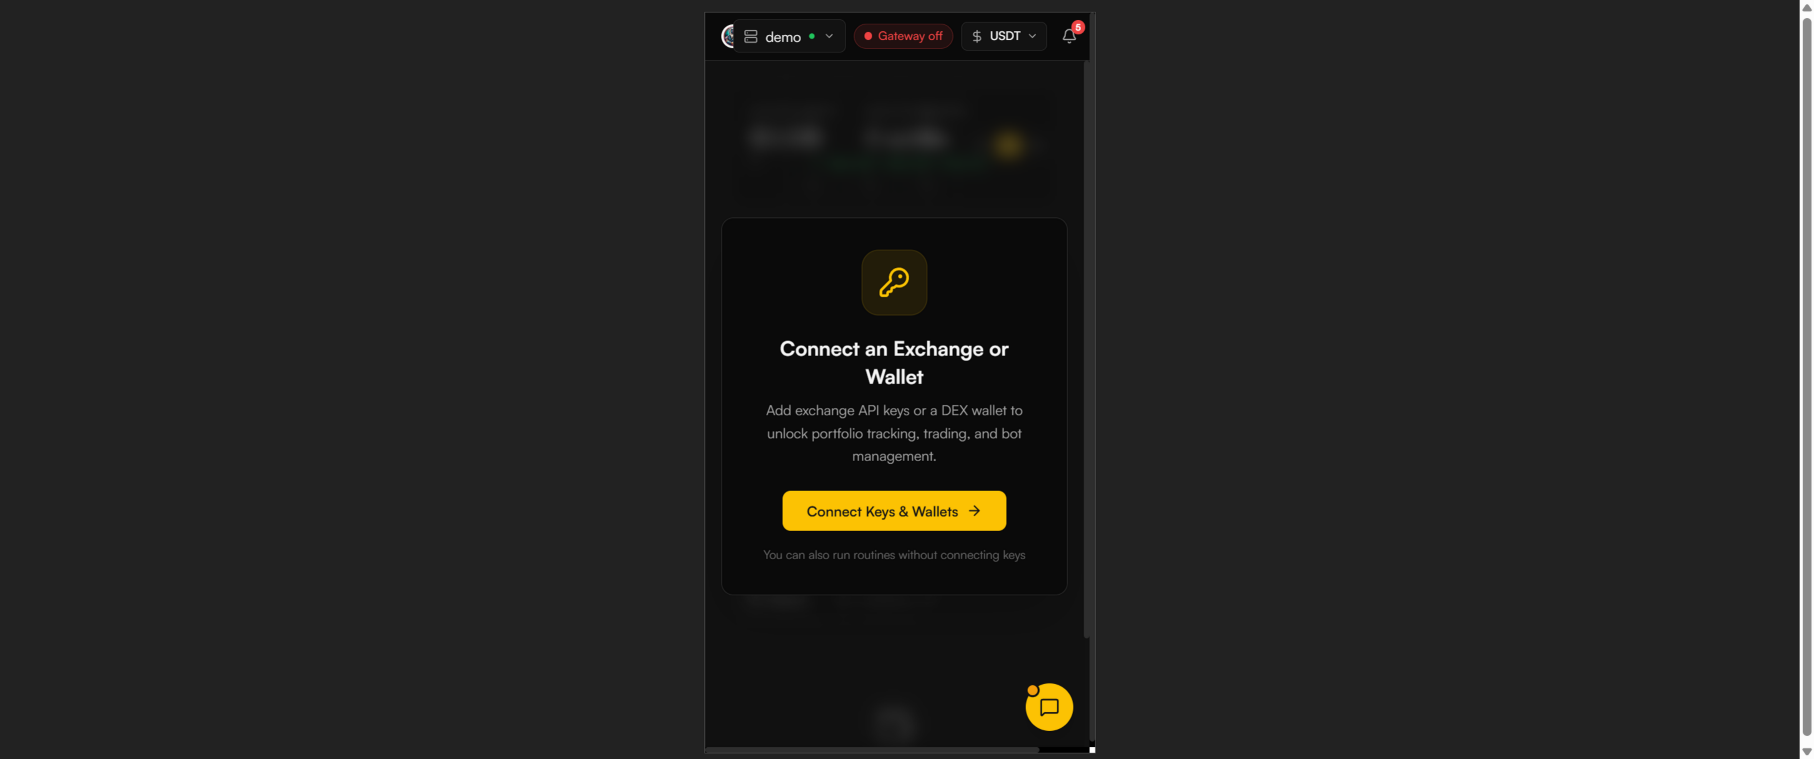 demo
Gateway off
USDT
5
Connect an Exchange or
Wallet
Add exchange API keys or a DEX wallet to
unlock portfolio tracking, trading, and bot
management.
Connect Keys & Wallets
You can also run routines without connecting keys